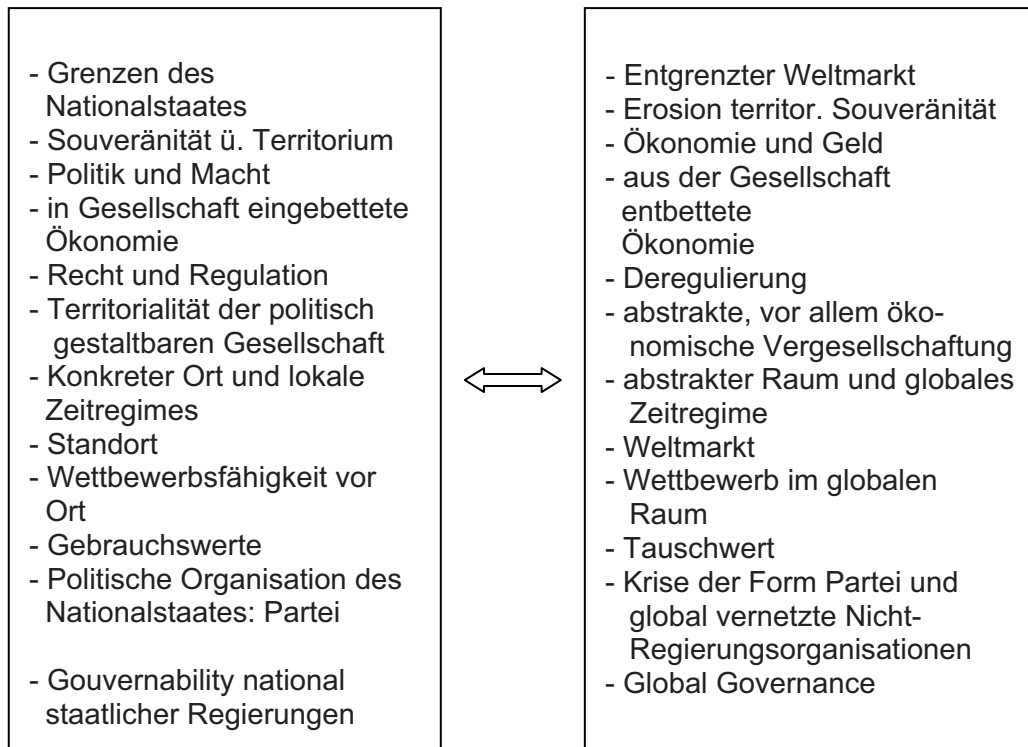 - Grenzen des
Nationalstaates
- Souveränität ü. Territorium
- Politik und Macht
- in Gesellschaft eingebettete
Ökonomie
- Recht und Regulation
- Territorialität der politisch
gestaltbaren Gesellschaft
- Konkreter Ort und lokale
Zeitregimes
- Standort
- Wettbewerbsfähigkeit vor
Ort
- Gebrauchswerte
- Politische Organisation des
Nationalstaates: Partei
- Gouvernability national
staatlicher Regierungen
- Entgrenzter Weltmarkt
- Erosion territor. Souveränität
- Ökonomie und Geld
- aus der Gesellschaft
entbettete
Ökonomie
- Deregulierung
- abstrakte, vor allem öko-
nomische Vergesellschaftung
- abstrakter Raum und globales
Zeitregime
- Weltmarkt
- Wettbewerb im globalen
Raum
- Tauschwert
- Krise der Form Partei und
global vernetzte Nicht-
Regierungsorganisationen
- Global Governance